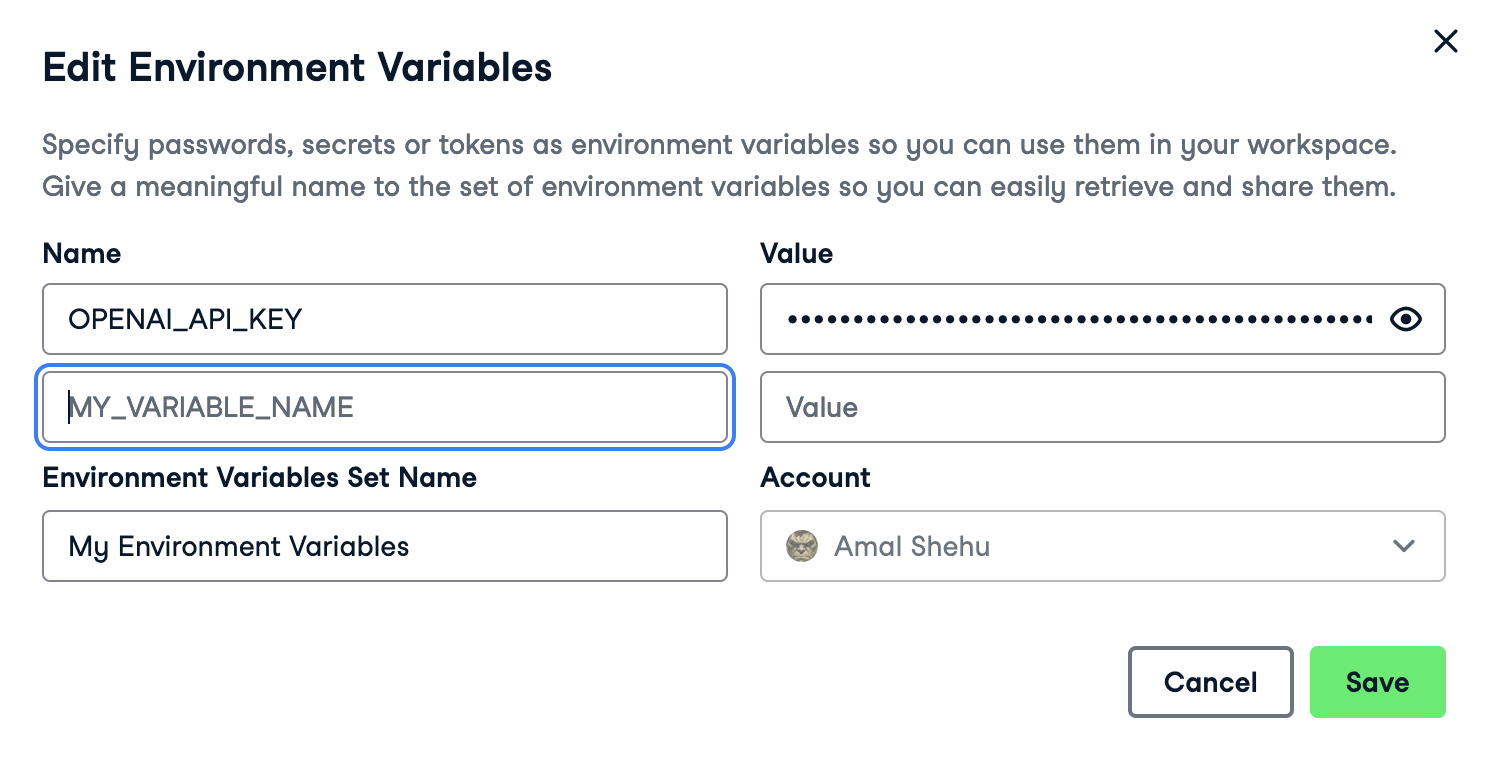 Edit Environment Variables
Specify passwords, secrets or tokens as environment variables so you can use them in your workspace.
Give a meaningful name to the set of environment variables so you can easily retrieve and share them.
Name
Value
OPENAI_API_KEY
••••••••••••••••••••••••••••••••••••••••••••
MY_VARIABLE_NAME
Value
Environment Variables Set Name
Account
My Environment Variables
Amal Shehu
Cancel
Save